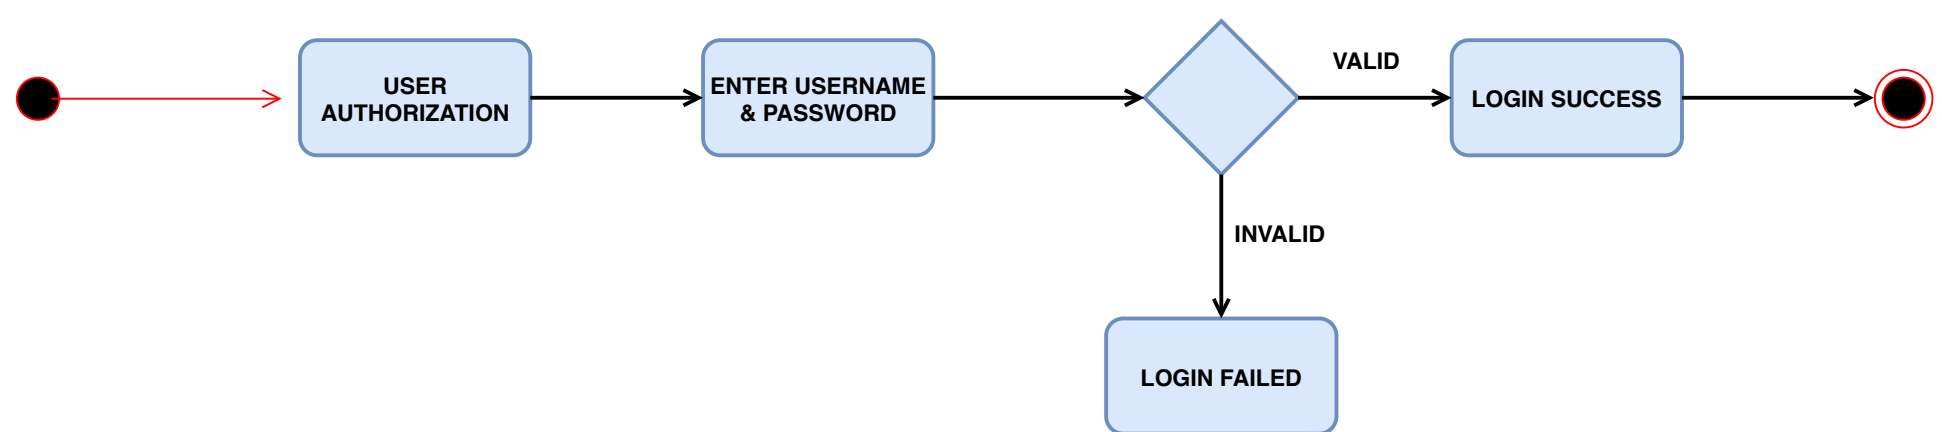 USER
AUTHORIZATION
ENTER USERNAME
& PASSWORD
VALID
LOGIN SUCCESS
INVALID
LOGIN FAILED